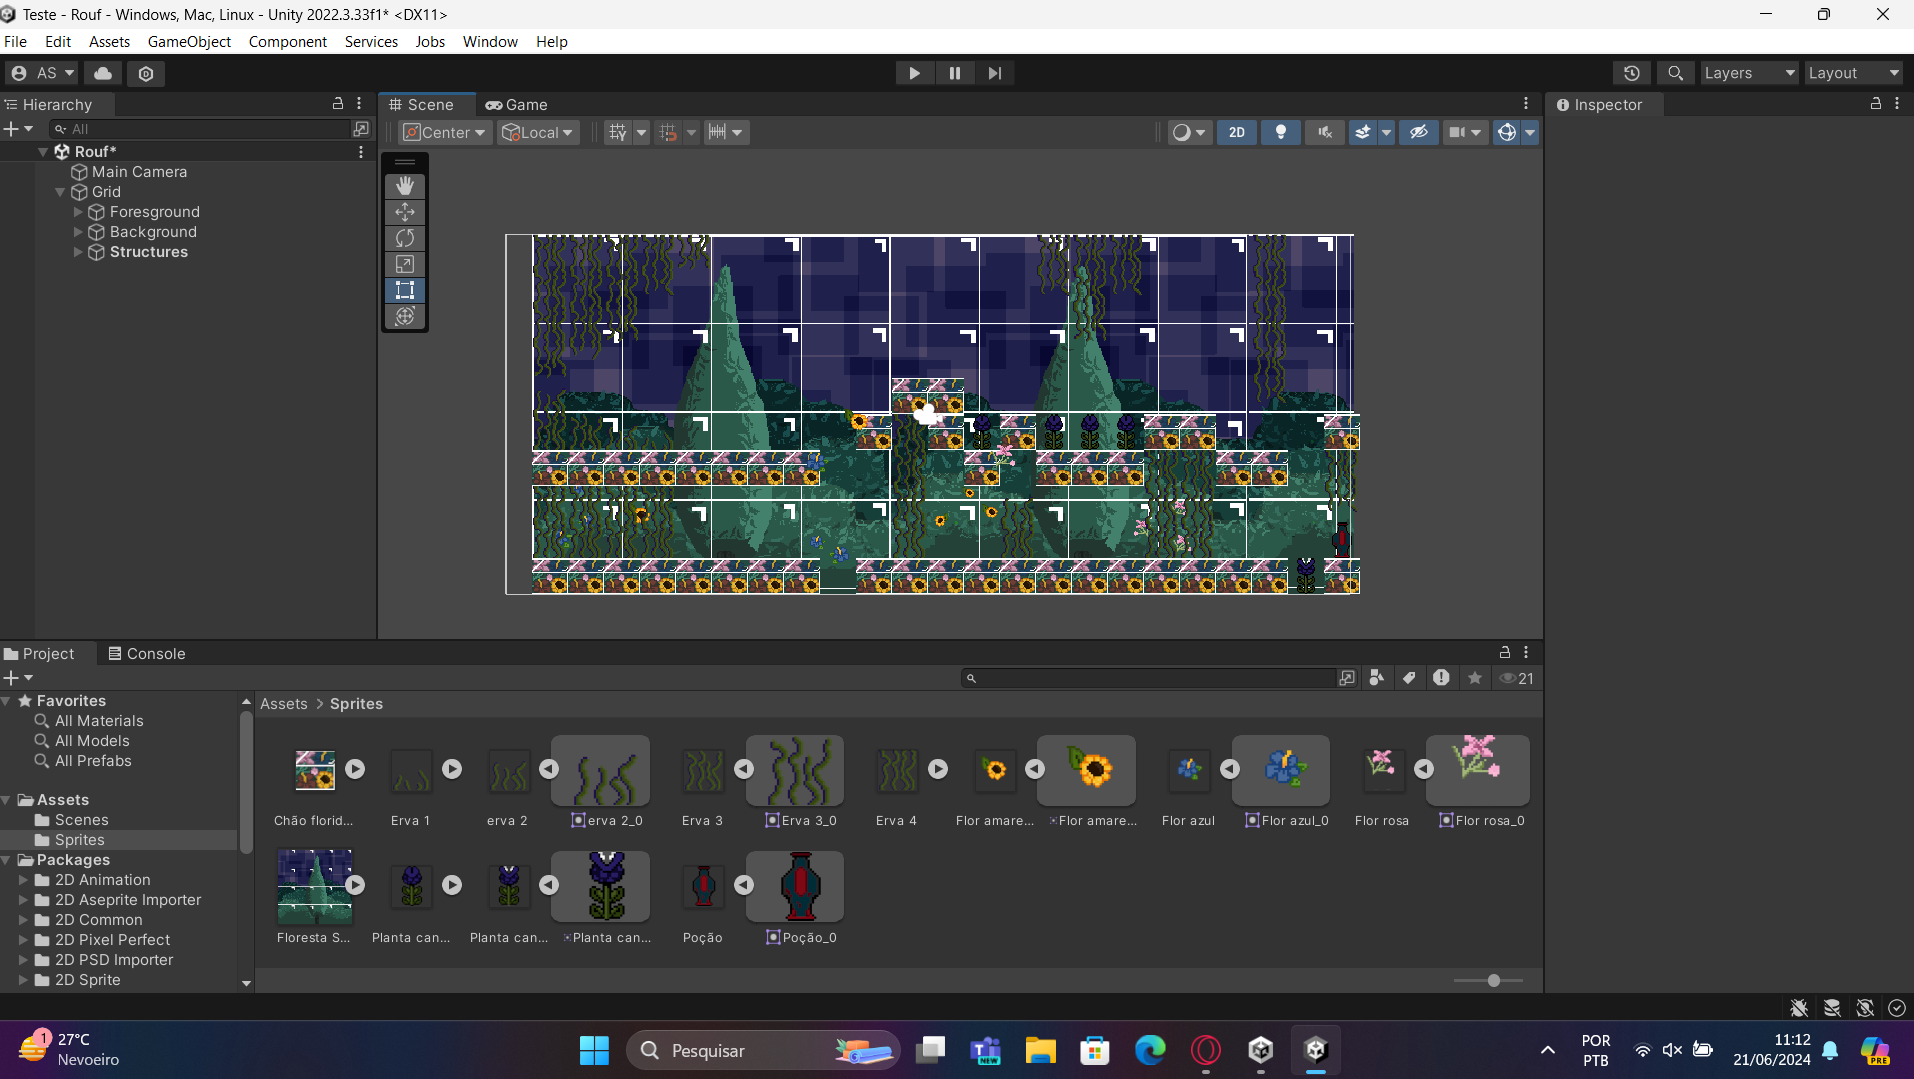 Teste - Rouf - Windows, Mac, Linux - Unity 2022.3.33f1* <DX11>
File Edit Assets GameObject Component Services Jobs Window Help
AS
Layers Layout
Hierarchy
All
Rouf*
Main Camera
Grid
Foresground
Background
Structures
Scene Game
Center Local 2D
Inspector
Project Console
21
Favorites
All Materials
All Models
All Prefabs
Assets
Scenes
Sprites
Packages
2D Animation
2D Aseprite Importer
2D Common
2D Pixel Perfect
2D PSD Importer
2D Sprite
Assets > Sprites
Chão florid... Erva 1 erva 2 erva 2_0 Erva 3 Erva 3_0 Erva 4 Flor amare... Flor amare... Flor azul Flor azul_0 Flor rosa Flor rosa_0
Floresta S... Planta can... Planta can... Planta can... Poção Poção_0
1
27°C
Nevoeiro
Pesquisar
NEW
POR
PTB
11:12
21/06/2024
PRE